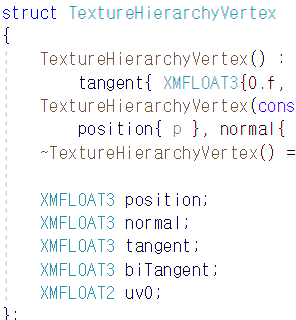 struct TextureHierarchyVertex
{
TextureHierarchyVertex() :
tangent{ XMFLOAT3{0.f,
TextureHierarchyVertex(cons
position{ p }, normal{
~TextureHierarchyVertex() =
XMFLOAT3 position;
XMFLOAT3 normal;
XMFLOAT3 tangent;
XMFLOAT3 biTangent;
XMFLOAT2 uv0;
};